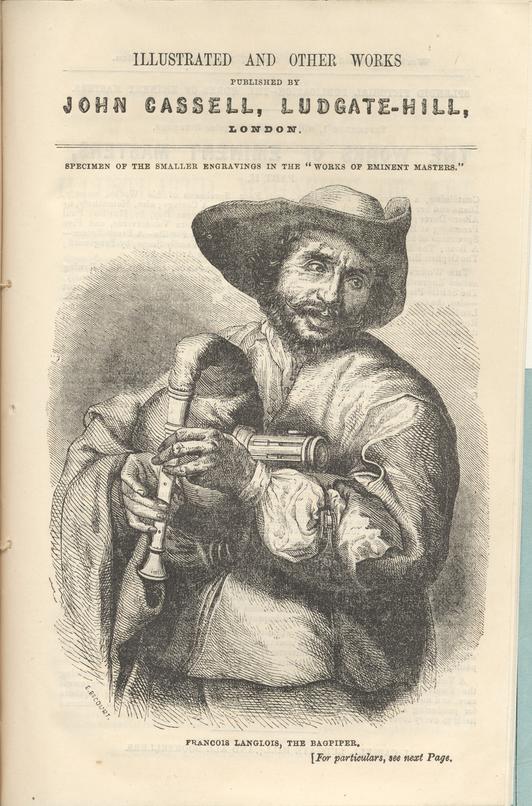 ILLUSTRATED AND OTHER WORKS
PUBLISHED BY
JOHN CASSELL, LUDGATE-HILL,
LONDON.
SPECIMEN OF THE SMALLER ENGRAVINGS IN THE "WORKS OF EMINENT MASTERS."
E. DECOURT.
FRANCOIS LANGLOIS, THE BAGPIPER.
[For particulars, see next Page.